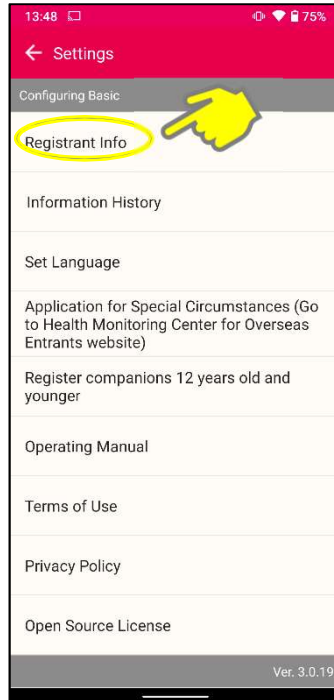 13:48 75%
Settings
Configuring Basic
Registrant Info
Information History
Set Language
Application for Special Circumstances (Go
to Health Monitoring Center for Overseas
Entrants website)
Register companions 12 years old and
younger
Operating Manual
Terms of Use
Privacy Policy
Open Source License
Ver. 3.0.19